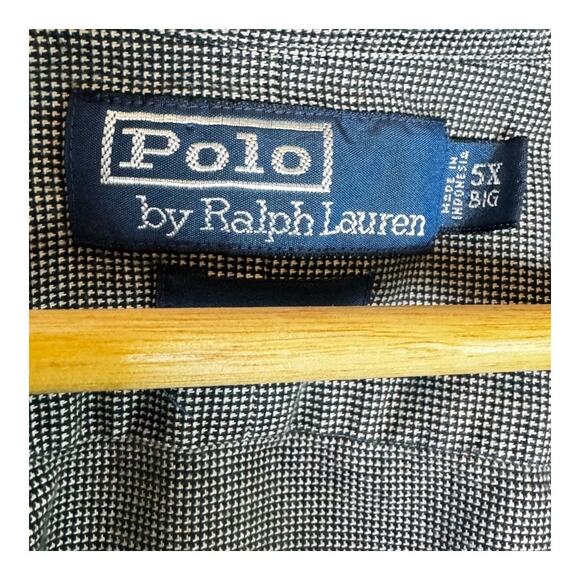 Polo
by Ralph Lauren
MADE IN
INDONESIA
5X
BIG